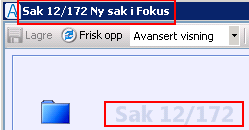 Sak 12/172 Ny sak i Fokus
Lagre Frisk opp Avansert visning
Sak 12/172